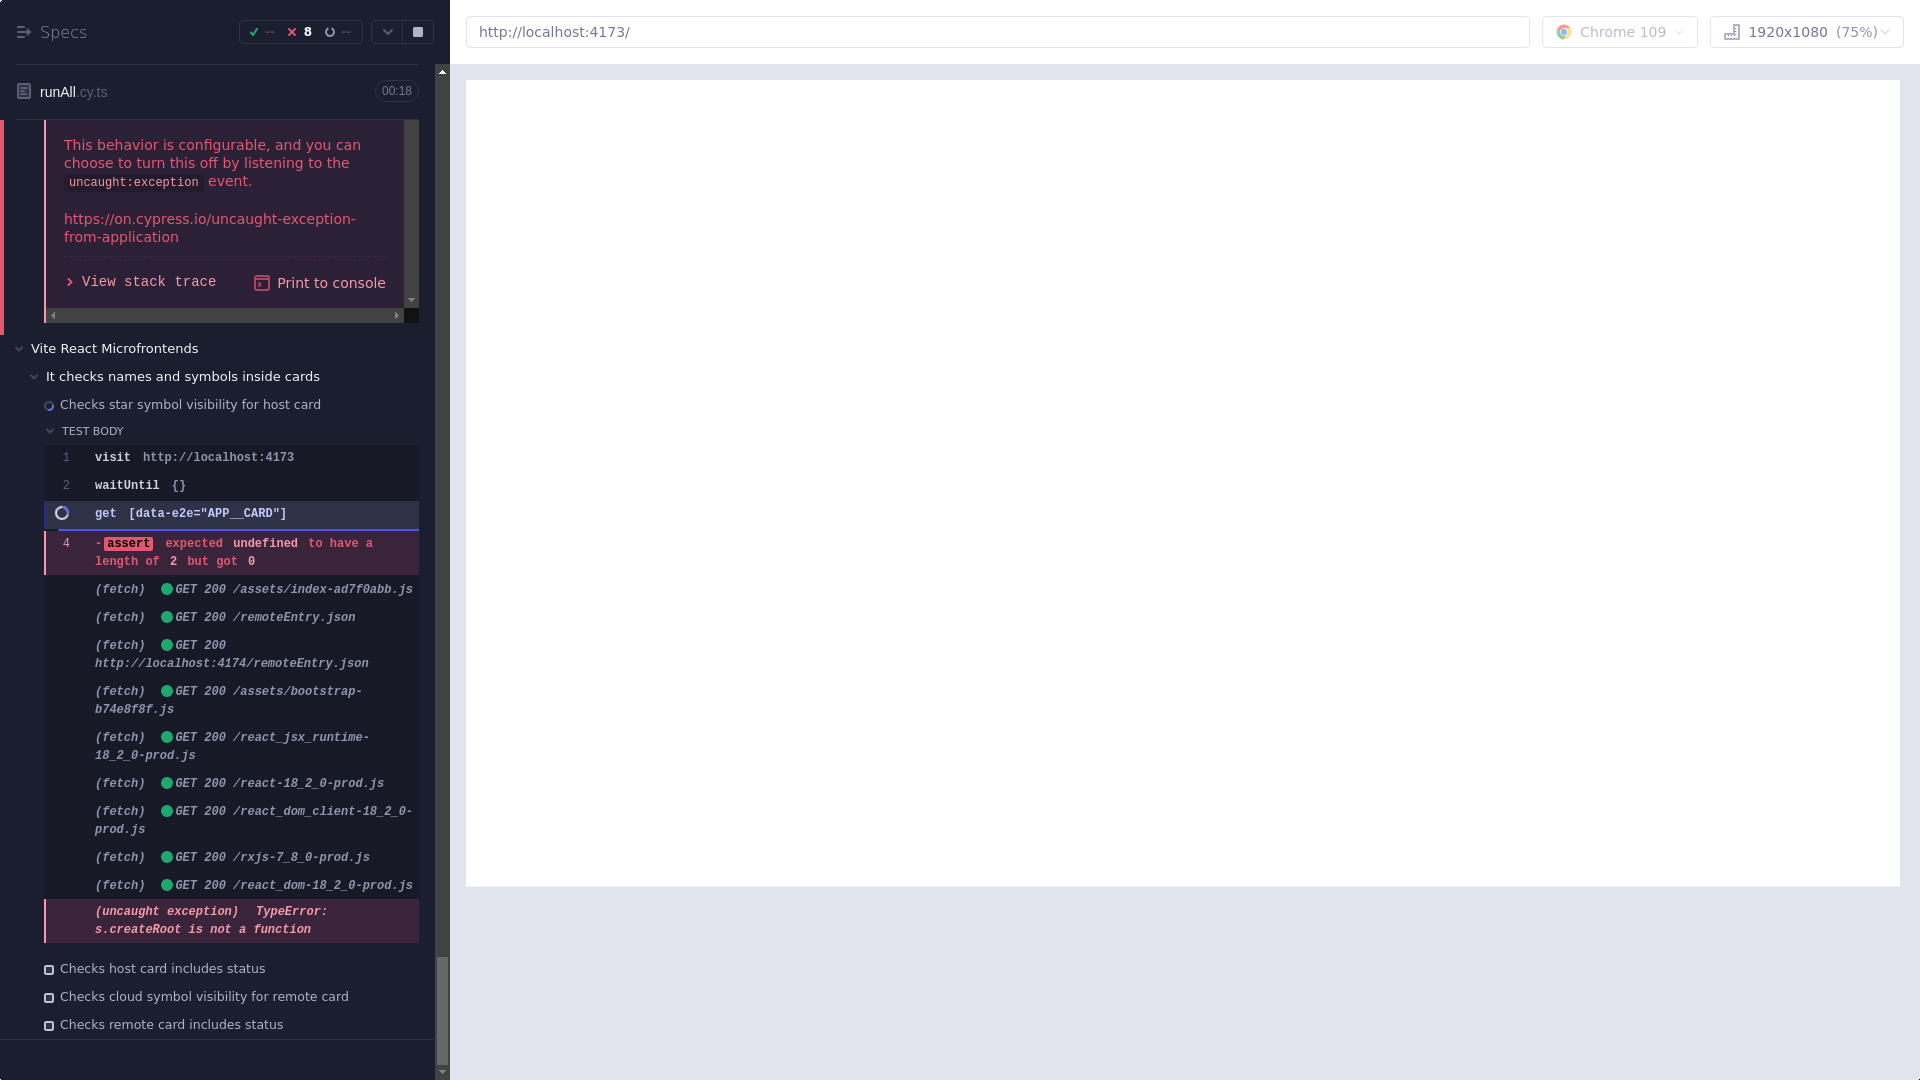 Specs
-- 8 --
runAll.cy.ts 00:18
This behavior is configurable, and you can
choose to turn this off by listening to the
uncaught:exception event.
https://on.cypress.io/uncaught-exception-
from-application
View stack trace Print to console
Vite React Microfrontends
It checks names and symbols inside cards
Checks star symbol visibility for host card
TEST BODY
1 visit http://localhost:4173
2 waitUntil {}
get [data-e2e="APP__CARD"]
4 -assert expected undefined to have a
length of 2 but got 0
(fetch) GET 200 /assets/index-ad7f0abb.js
(fetch) GET 200 /remoteEntry.json
(fetch) GET 200
http://localhost:4174/remoteEntry.json
(fetch) GET 200 /assets/bootstrap-
b74e8f8f.js
(fetch) GET 200 /react_jsx_runtime-
18_2_0-prod.js
(fetch) GET 200 /react-18_2_0-prod.js
(fetch) GET 200 /react_dom_client-18_2_0-
prod.js
(fetch) GET 200 /rxjs-7_8_0-prod.js
(fetch) GET 200 /react_dom-18_2_0-prod.js
(uncaught exception) TypeError:
s.createRoot is not a function
Checks host card includes status
Checks cloud symbol visibility for remote card
Checks remote card includes status
http://localhost:4173/
Chrome 109
1920x1080 (75%)